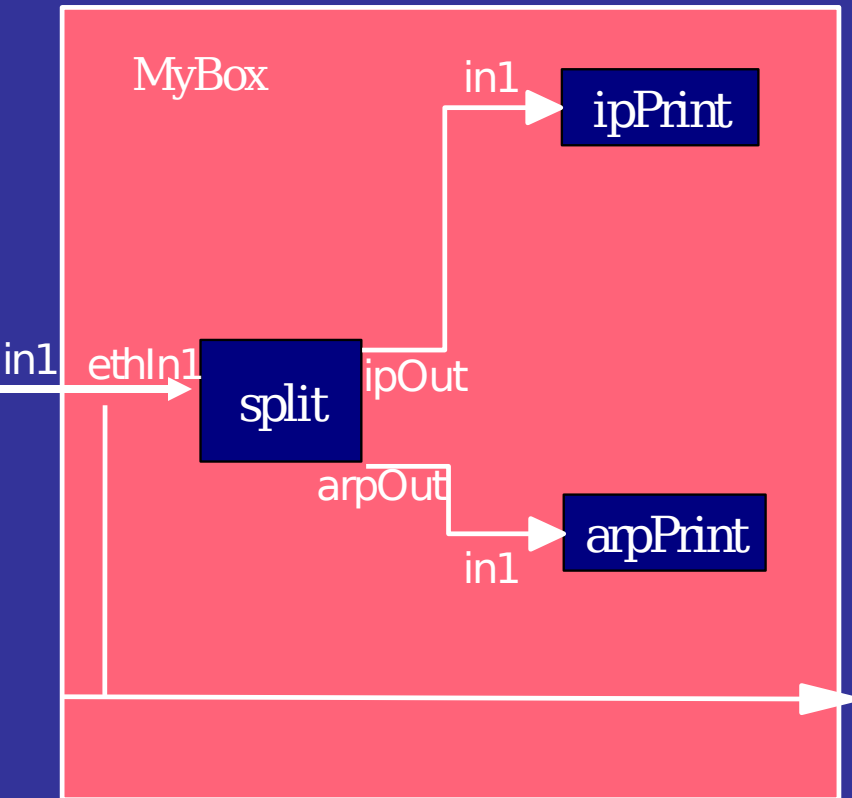 MyBox
in1
ipPrint
in1
ethIn1
split
ipOut
arpOut
arpPrint
in1